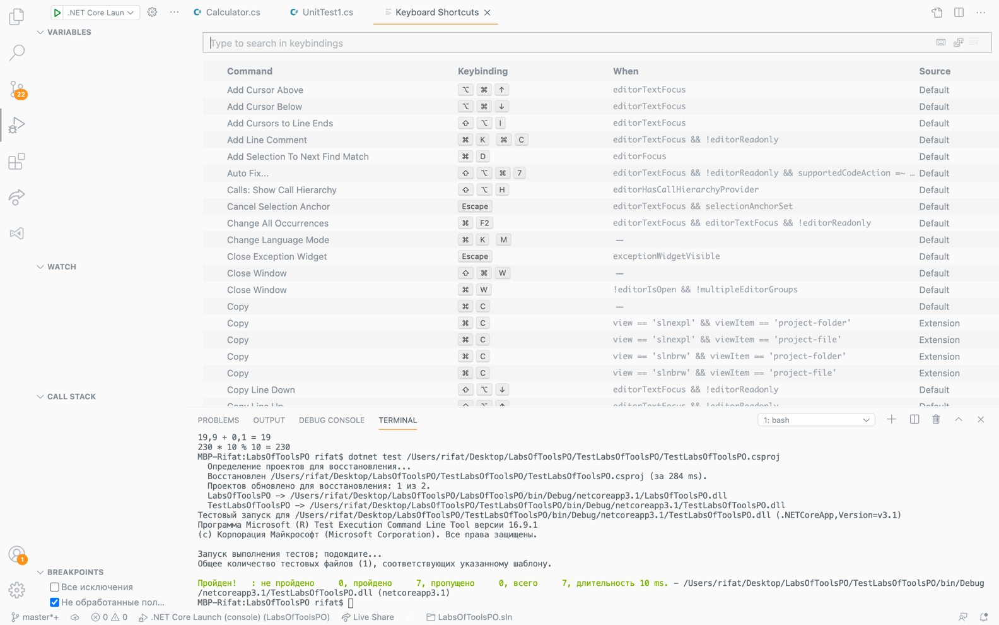 .NET Core Laun
Calculator.cs
UnitTest1.cs
Keyboard Shortcuts
VARIABLES
Type to search in keybindings
Command Keybinding When Source
Add Cursor Above ⌥ ⌘ ↑ editorTextFocus Default
Add Cursor Below ⌥ ⌘ ↓ editorTextFocus Default
Add Cursors to Line Ends ⇧ ⌥ I editorTextFocus Default
Add Line Comment ⌘ K ⌘ C editorTextFocus && !editorReadonly Default
Add Selection To Next Find Match ⌘ D editorFocus Default
Auto Fix... ⇧ ⌥ ⌘ 7 editorTextFocus && !editorReadonly && supportedCodeAction =~ … Default
Calls: Show Call Hierarchy ⇧ ⌥ H editorHasCallHierarchyProvider Default
Cancel Selection Anchor Escape editorTextFocus && selectionAnchorSet Default
Change All Occurrences ⌘ F2 editorTextFocus && editorTextFocus && !editorReadonly Default
Change Language Mode ⌘ K M — Default
Close Exception Widget Escape exceptionWidgetVisible Default
Close Window ⇧ ⌘ W — Default
Close Window ⌘ W !editorIsOpen && !multipleEditorGroups Default
Copy ⌘ C — Default
Copy ⌘ C view == 'slnexpl' && viewItem == 'project-folder' Extension
Copy ⌘ C view == 'slnexpl' && viewItem == 'project-file' Extension
Copy ⌘ C view == 'slnbrw' && viewItem == 'project-folder' Extension
Copy ⌘ C view == 'slnbrw' && viewItem == 'project-file' Extension
Copy Line Down ⇧ ⌥ ↓ editorTextFocus && !editorReadonly Default
Copy Line Up ⇧ ⌥ ↑ editorTextFocus && !editorReadonly Default
22
WATCH
CALL STACK
1
BREAKPOINTS
Все исключения
Не обработанные пол...
PROBLEMS OUTPUT DEBUG CONSOLE TERMINAL
1: bash
19,9 + 0,1 = 19
230 * 10 % 10 = 230
MBP-Rifat:LabsOfToolsPO rifat$ dotnet test /Users/rifat/Desktop/LabsOfToolsPO/TestLabsOfToolsPO/TestLabsOfToolsPO.csproj
Определение проектов для восстановления...
Восстановлен /Users/rifat/Desktop/LabsOfToolsPO/TestLabsOfToolsPO/TestLabsOfToolsPO.csproj (за 284 ms).
Проектов обновлено для восстановления: 1 из 2.
LabsOfToolsPO -> /Users/rifat/Desktop/LabsOfToolsPO/LabsOfToolsPO/bin/Debug/netcoreapp3.1/LabsOfToolsPO.dll
TestLabsOfToolsPO -> /Users/rifat/Desktop/LabsOfToolsPO/TestLabsOfToolsPO/bin/Debug/netcoreapp3.1/TestLabsOfToolsPO.dll
Тестовый запуск для /Users/rifat/Desktop/LabsOfToolsPO/TestLabsOfToolsPO/bin/Debug/netcoreapp3.1/TestLabsOfToolsPO.dll (.NETCoreApp,Version=v3.1)
Программа Microsoft (R) Test Execution Command Line Tool версии 16.9.1
(c) Корпорация Майкрософт (Microsoft Corporation). Все права защищены.
Запуск выполнения тестов; подождите...
Общее количество тестовых файлов (1), соответствующих указанному шаблону.
Пройден! : не пройдено 0, пройдено 7, пропущено 0, всего 7, длительность 10 ms. - /Users/rifat/Desktop/LabsOfToolsPO/TestLabsOfToolsPO/bin/Debug
/netcoreapp3.1/TestLabsOfToolsPO.dll (netcoreapp3.1)
MBP-Rifat:LabsOfToolsPO rifat$
master*+ 0 0 .NET Core Launch (console) (LabsOfToolsPO) Live Share LabsOfToolsPO.sln